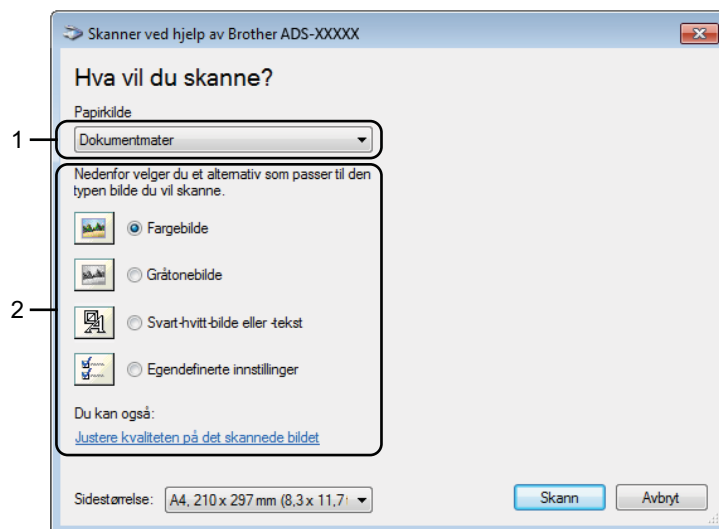 Skanner ved hjelp av Brother ADS-XXXXX
Hva vil du skanne?
Papirkilde
1
Dokumentmater
Nedenfor velger du et alternativ som passer til den
typen bilde du vil skanne.
Fargebilde
Gråtonebilde
2
Svart-hvitt-bilde eller -tekst
Egendefinerte innstillinger
Du kan også:
Justere kvaliteten på det skannede bildet
Sidestørrelse: A4, 210 x 297 mm (8,3 x 11,7
Skann Avbryt